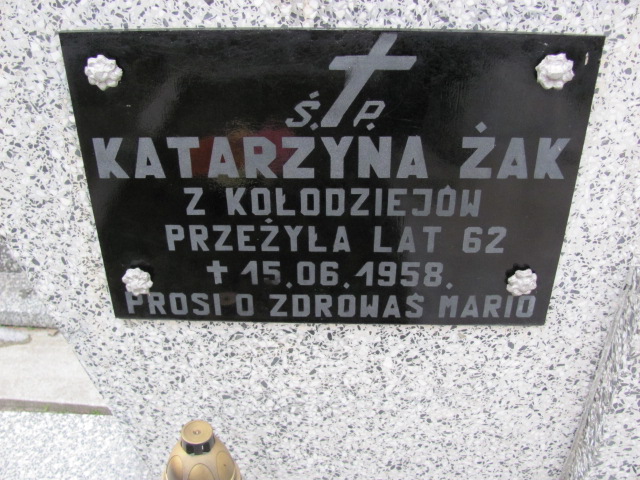 Ś. P.
KATARZYNA ŻAK
Z KOŁODZIEJÓW
PRZEŻYŁA LAT 62
✝ 15.06.1958.
PROSI O ZDROWAŚ MARIO